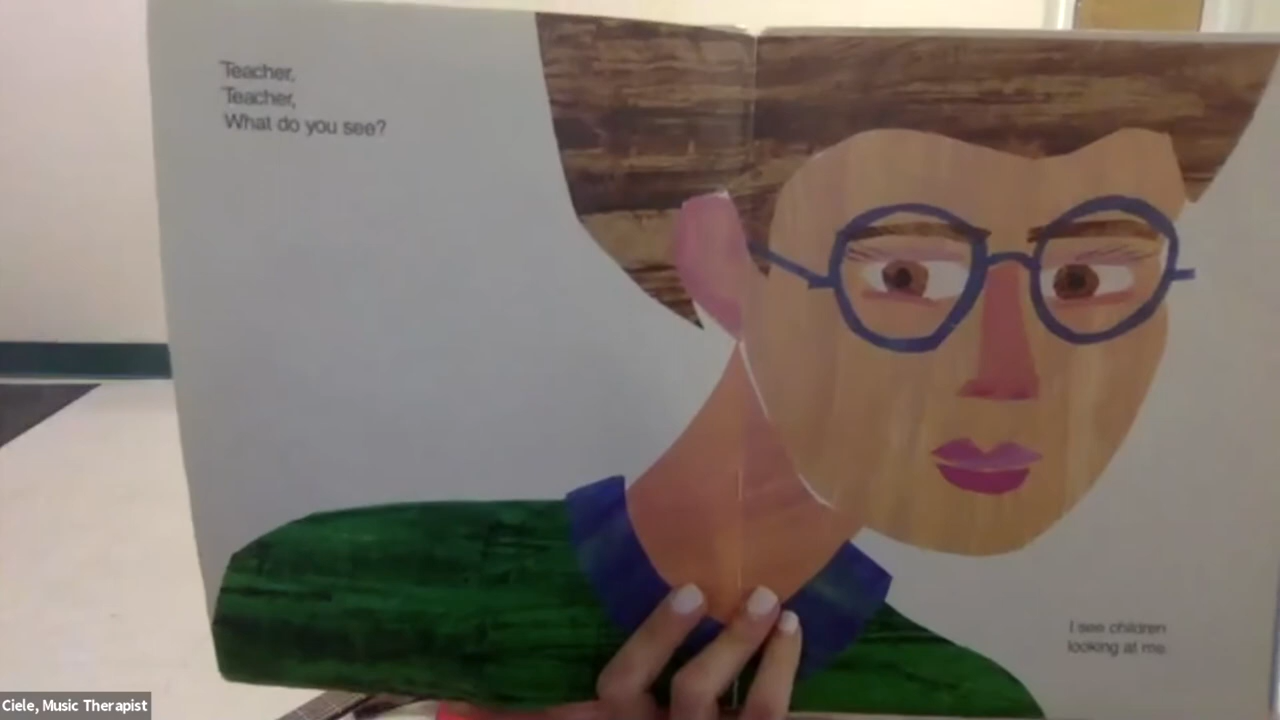 Teacher,
Teacher,
What do you see?
I see children
looking at me.
Ciele, Music Therapist